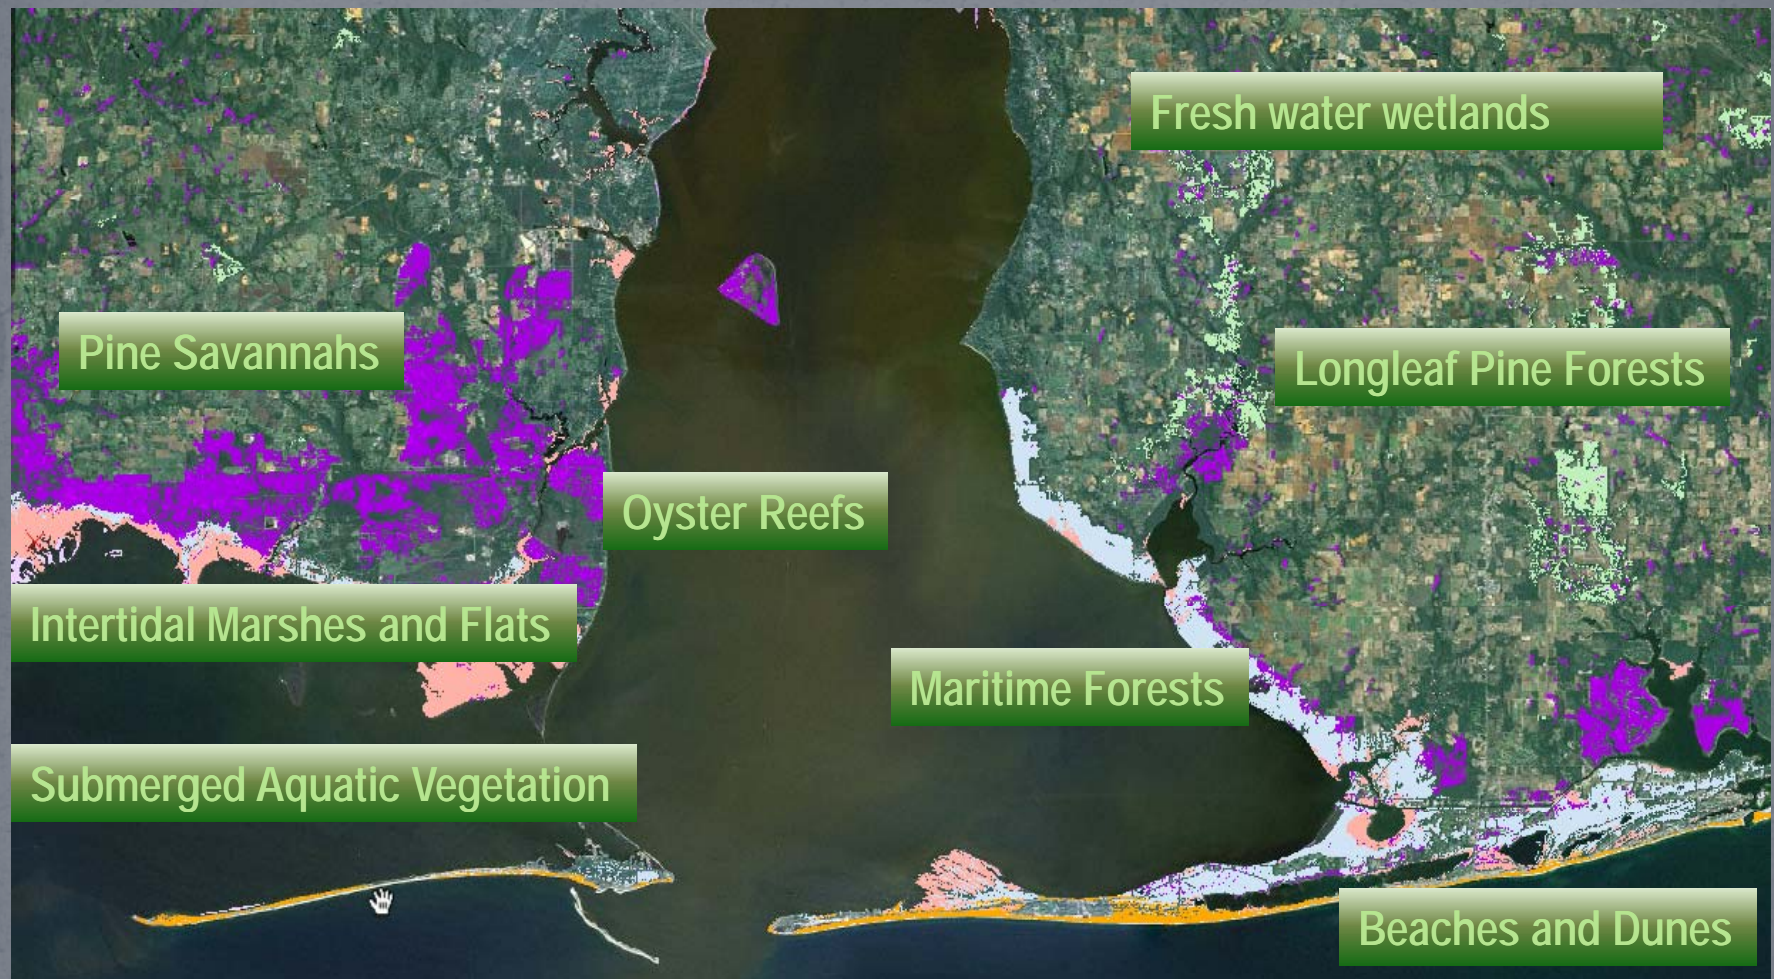 Fresh water wetlands
Pine Savannahs
Longleaf Pine Forests
Oyster Reefs
Intertidal Marshes and Flats
Maritime Forests
Submerged Aquatic Vegetation
Beaches and Dunes